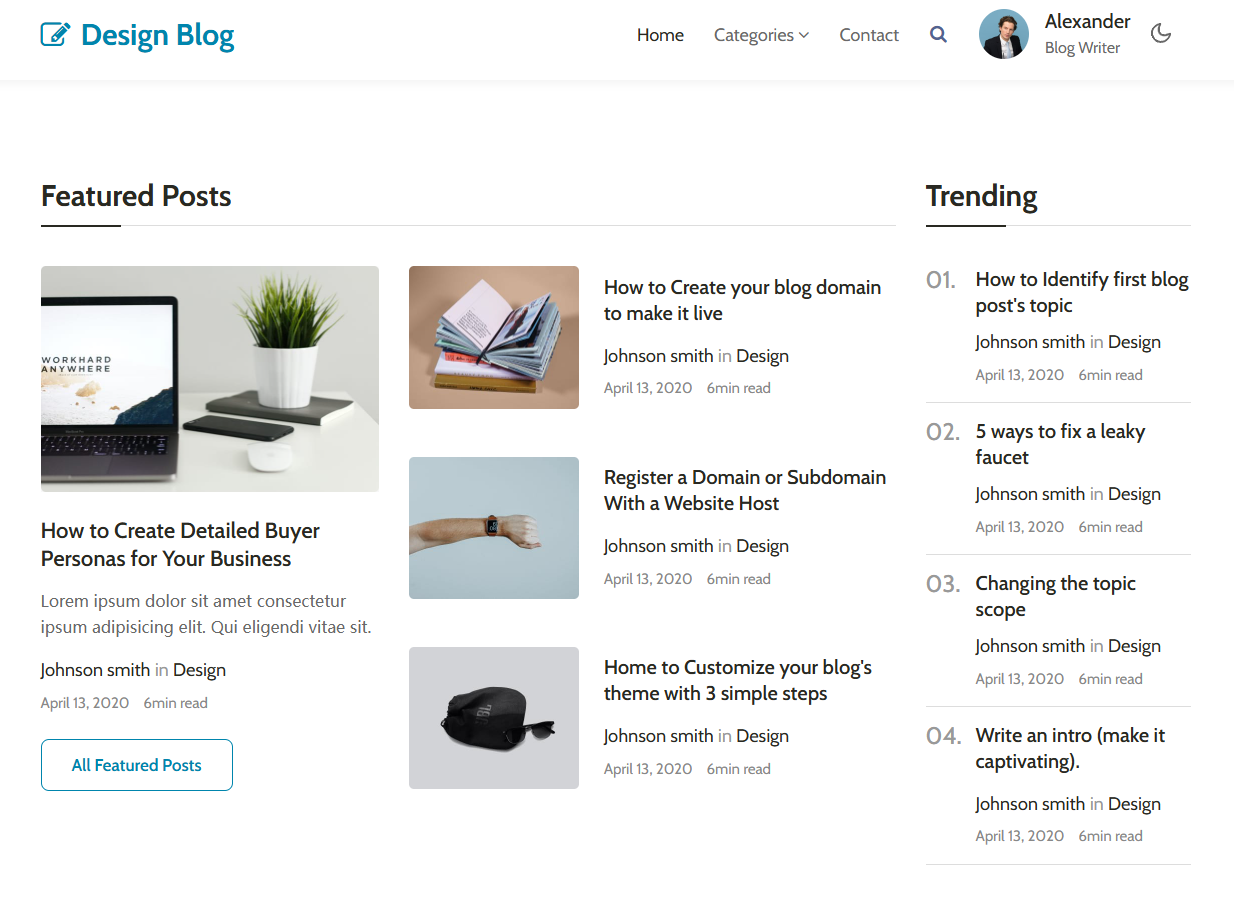 Design Blog
Home
Categories
Contact
Alexander
Blog Writer
Featured Posts
WORKHARD
ANYWHERE
How to Create Detailed Buyer
Personas for Your Business
Lorem ipsum dolor sit amet consectetur
ipsum adipisicing elit. Qui eligendi vitae sit.
Johnson smith in Design
April 13, 2020 6min read
All Featured Posts
How to Create your blog domain
to make it live
Johnson smith in Design
April 13, 2020 6min read
Register a Domain or Subdomain
With a Website Host
Johnson smith in Design
April 13, 2020 6min read
JBL
Home to Customize your blog's
theme with 3 simple steps
Johnson smith in Design
April 13, 2020 6min read
Trending
01. How to Identify first blog
post's topic
Johnson smith in Design
April 13, 2020 6min read
02. 5 ways to fix a leaky
faucet
Johnson smith in Design
April 13, 2020 6min read
03. Changing the topic
scope
Johnson smith in Design
April 13, 2020 6min read
04. Write an intro (make it
captivating).
Johnson smith in Design
April 13, 2020 6min read